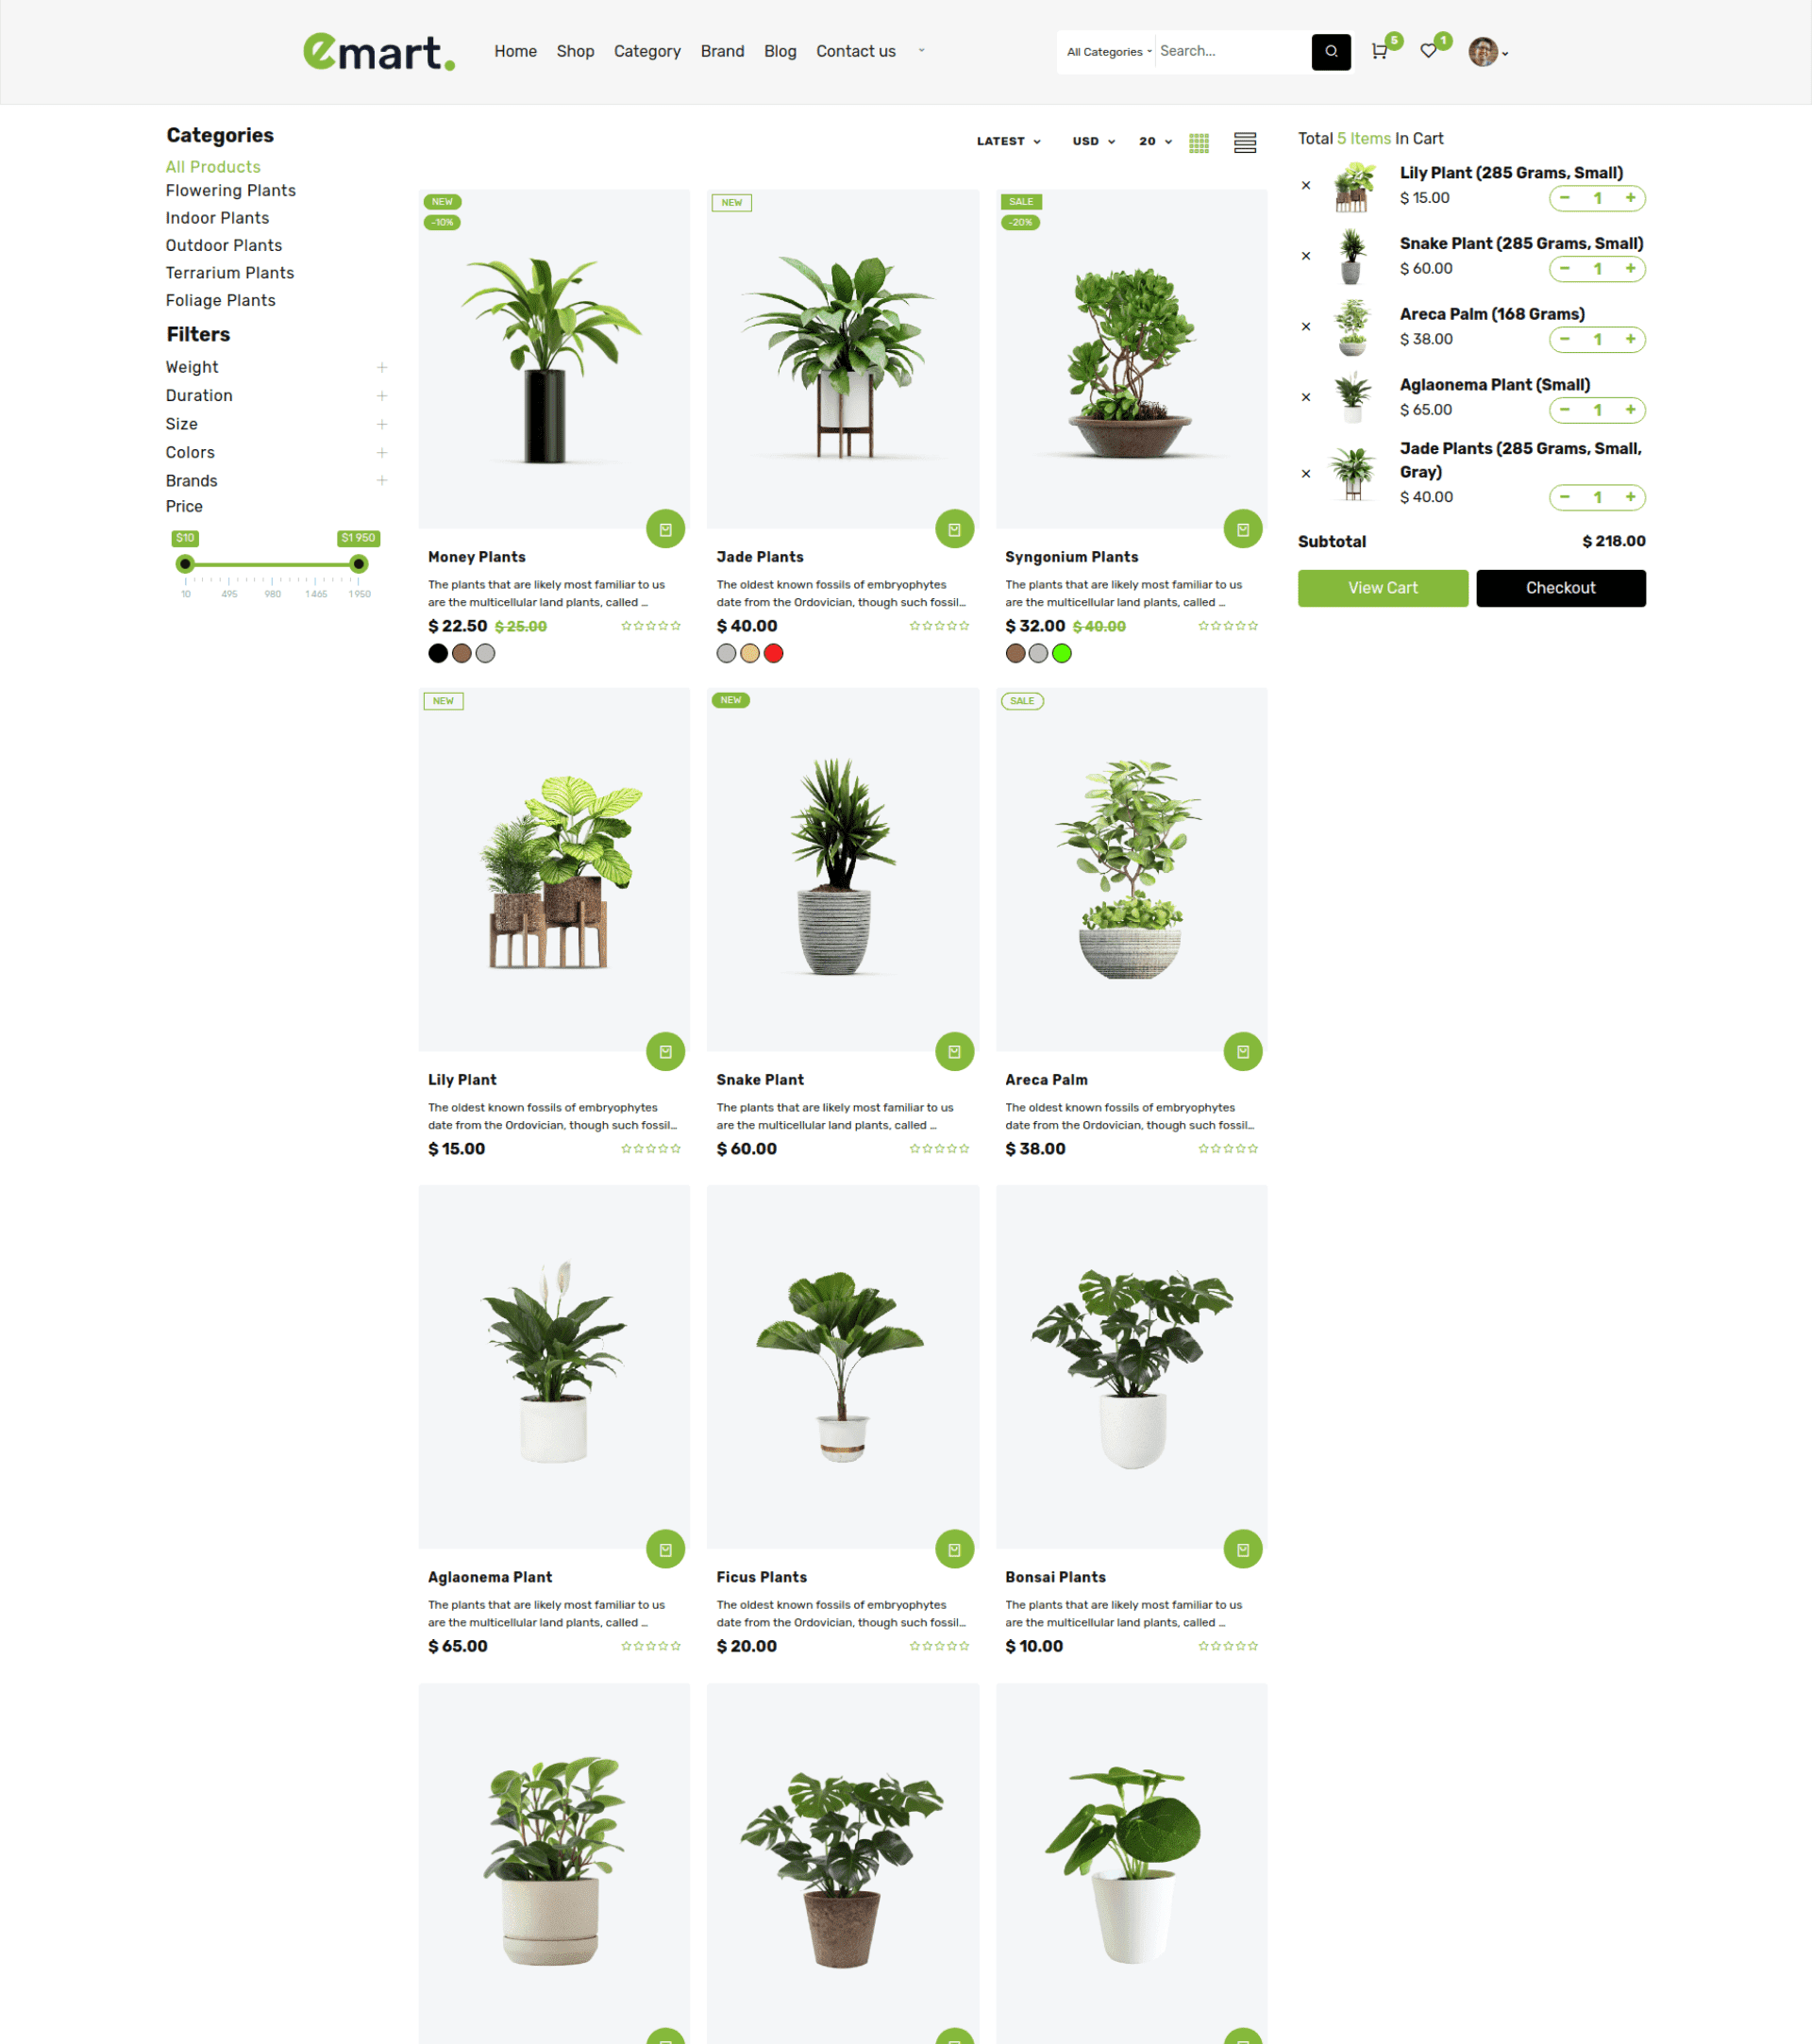 emart.
Home Shop Category Brand Blog Contact us
All Categories Search...
5
1
Categories
All Products
Flowering Plants
Indoor Plants
Outdoor Plants
Terrarium Plants
Foliage Plants
Filters
Weight
Duration
Size
Colors
Brands
Price
$10 $1 950
10 495 980 1 465 1 950
LATEST USD 20
NEW
-10%
Money Plants
The plants that are likely most familiar to us
are the multicellular land plants, called ...
$ 22.50 $ 25.00
NEW
Jade Plants
The oldest known fossils of embryophytes
date from the Ordovician, though such fossil...
$ 40.00
SALE
-20%
Syngonium Plants
The plants that are likely most familiar to us
are the multicellular land plants, called ...
$ 32.00 $ 40.00
NEW
Lily Plant
The oldest known fossils of embryophytes
date from the Ordovician, though such fossil...
$ 15.00
NEW
Snake Plant
The plants that are likely most familiar to us
are the multicellular land plants, called ...
$ 60.00
SALE
Areca Palm
The oldest known fossils of embryophytes
date from the Ordovician, though such fossil...
$ 38.00
Aglaonema Plant
The plants that are likely most familiar to us
are the multicellular land plants, called ...
$ 65.00
Ficus Plants
The oldest known fossils of embryophytes
date from the Ordovician, though such fossil...
$ 20.00
Bonsai Plants
The plants that are likely most familiar to us
are the multicellular land plants, called ...
$ 10.00
Total 5 Items In Cart
Lily Plant (285 Grams, Small)
$ 15.00 − 1 +
Snake Plant (285 Grams, Small)
$ 60.00 − 1 +
Areca Palm (168 Grams)
$ 38.00 − 1 +
Aglaonema Plant (Small)
$ 65.00 − 1 +
Jade Plants (285 Grams, Small,
Gray)
$ 40.00 − 1 +
Subtotal $ 218.00
View Cart Checkout